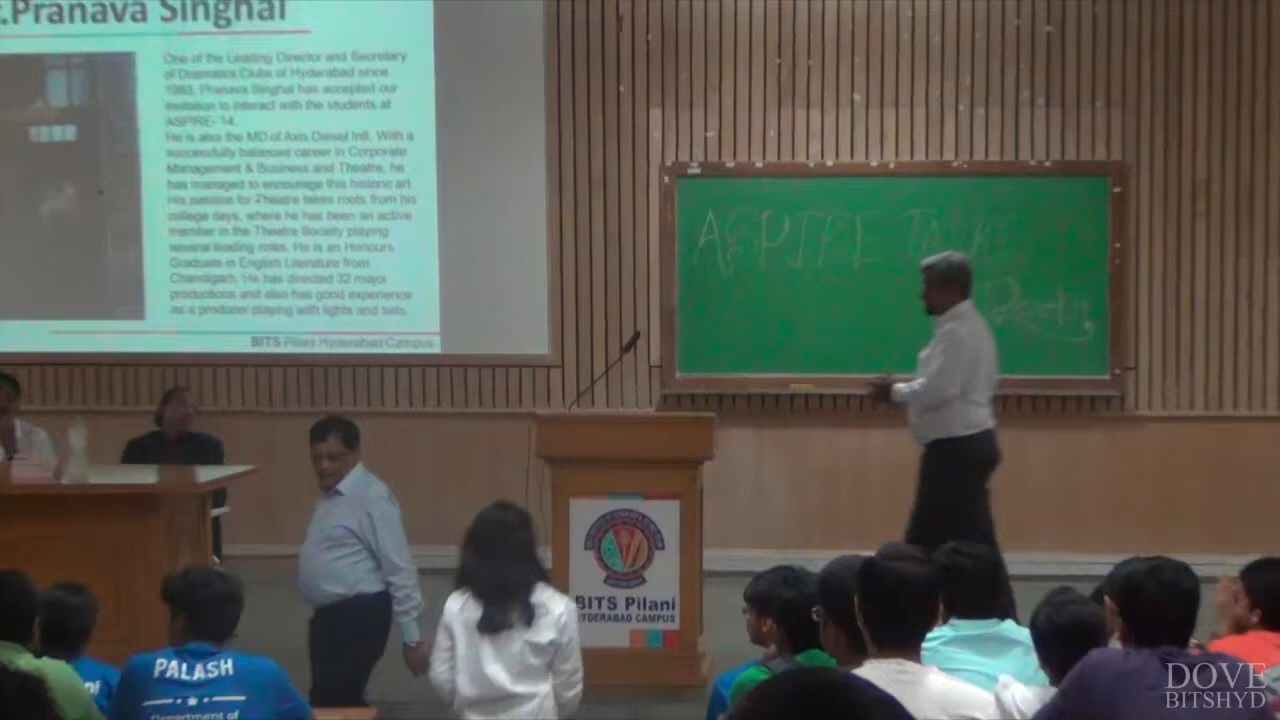 r.Pranava Singhal
One of the Leading Director and Secretary
of Dramatics Clubs of Hyderabad since
1983, Pranava Singhal has accepted our
invitation to interact with the students at
ASPIRE-'14.
He is also the MD of Axis Daisel Intl. With a
successfully balanced career in Corporate
Management & Business and Theatre, he
has managed to encourage this historic art
His passion for Theatre takes roots from his
college days, where he has been an active
member in the Theatre Society playing
several leading roles. He is an Honours
Graduate in English Literature from
Chandigarh. He has directed 32 major
productions and also has good experience
as a producer playing with lights and sets.
BITS Pilani Hyderabad Campus
ASPIRE TALK
BITS Pilani
HYDERABAD CAMPUS
PALASH
Department of
DOVE
BITSHYD